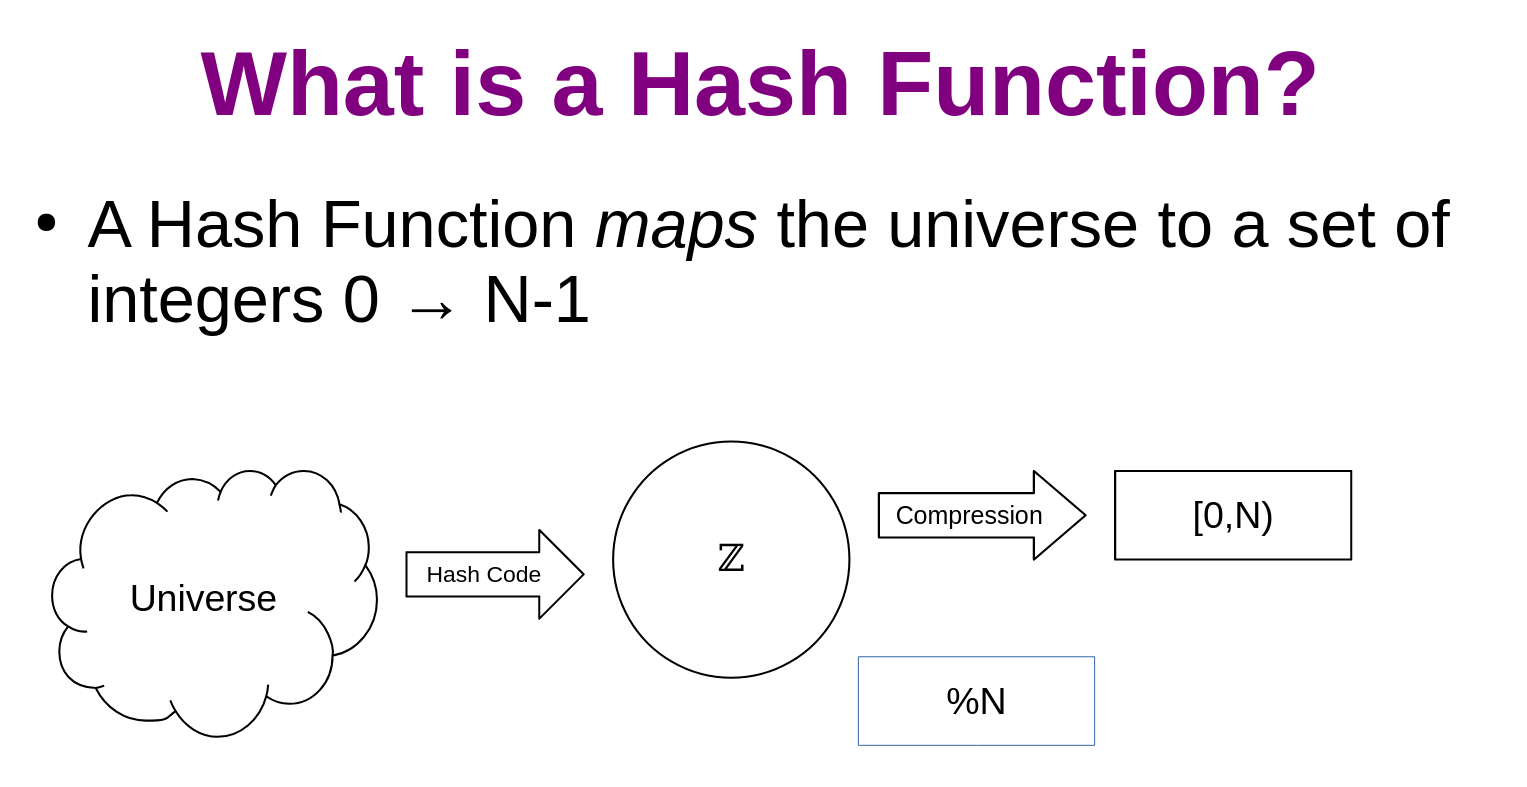 What is a Hash Function?
• A Hash Function maps the universe to a set of
integers 0 → N-1
Universe
Hash Code
ℤ
Compression
[0,N)
%N